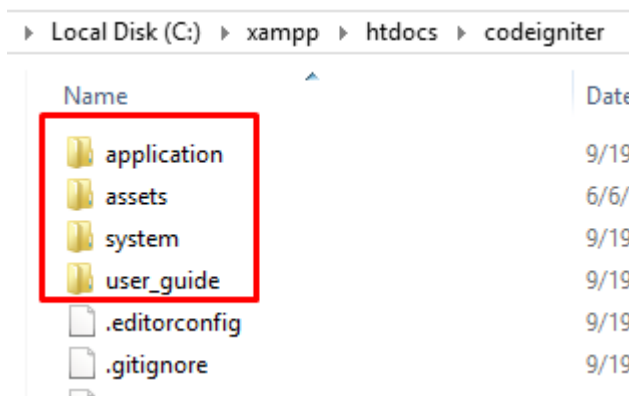 Local Disk (C:) xampp htdocs codeigniter
Name Date
application 9/19
assets 6/6/
system 9/19
user_guide 9/19
.editorconfig 9/19
.gitignore 9/19